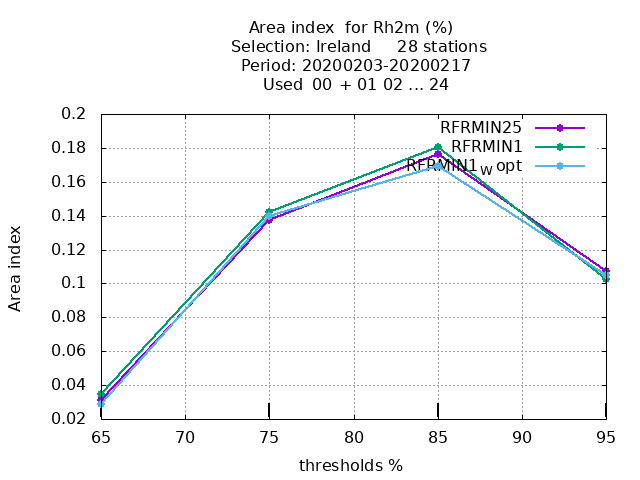 Area index  for Rh2m (%)
Selection: Ireland     28 stations
Period: 20200203-20200217
Used  00 + 01 02 ... 24
0.2
0.18
0.16
0.14
0.12
0.1
0.08
0.06
0.04
0.02
Area index
RFRMIN25
RFRMIN1
RFRMIN1w opt
65 70 75 80 85 90 95
thresholds %